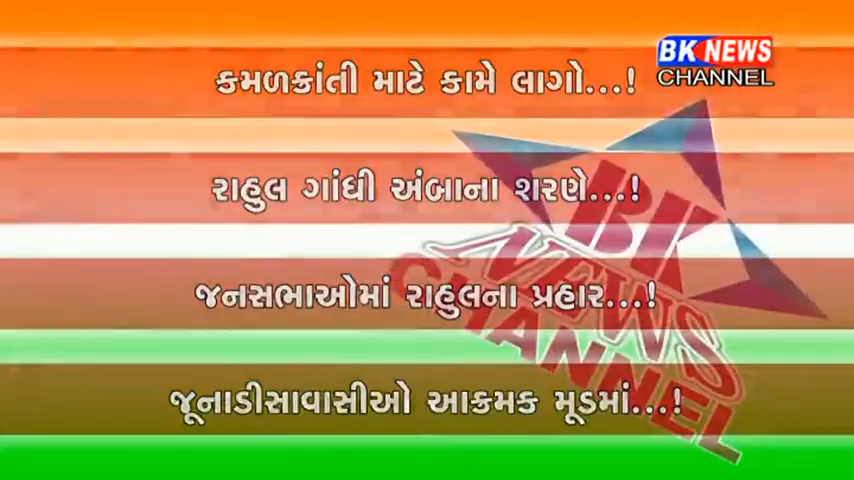 BK NEWS
CHANNEL
કમળક્રાંતી માટે કામે લાગો...!
રાહુલ ગાંધી અંબાના શરણે...!
જનસભાઓમાં રાહુલના પ્રહાર...!
જૂનાડીસાવાસીઓ આક્રમક મૂડમાં...!
BK
NEWS
CHANNEL